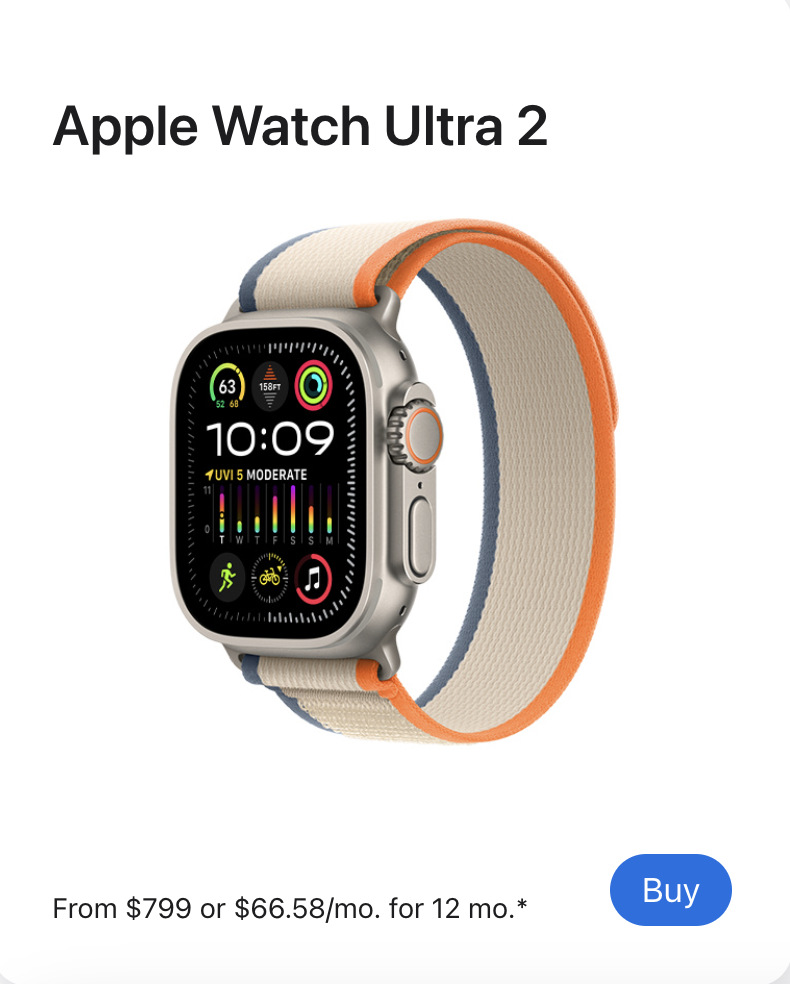 Apple Watch Ultra 2
63
52 68
158FT
10:09
UVI 5 MODERATE
11
0
T W T F S S M
From $799 or $66.58/mo. for 12 mo.*
Buy